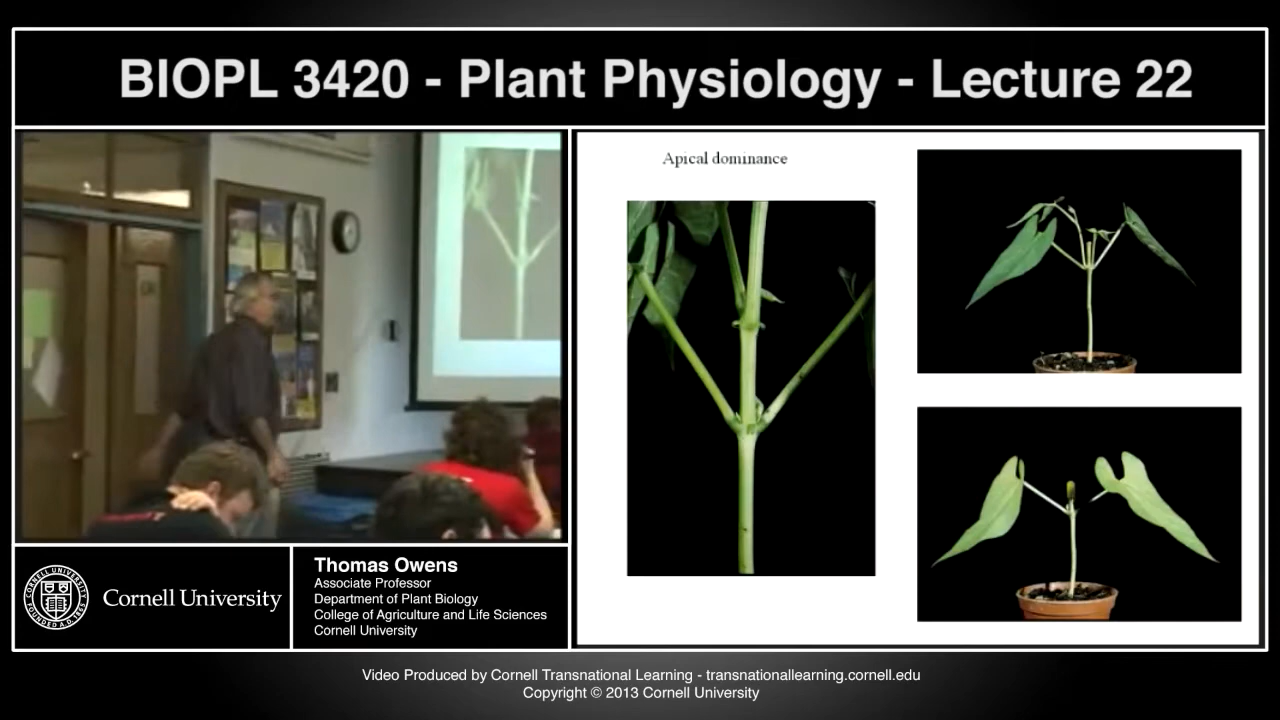 BIOPL 3420 - Plant Physiology - Lecture 22
Apical dominance
Cornell University
Thomas Owens
Associate Professor
Department of Plant Biology
College of Agriculture and Life Sciences
Cornell University
Video Produced by Cornell Transnational Learning - transnationallearning.cornell.edu
Copyright © 2013 Cornell University